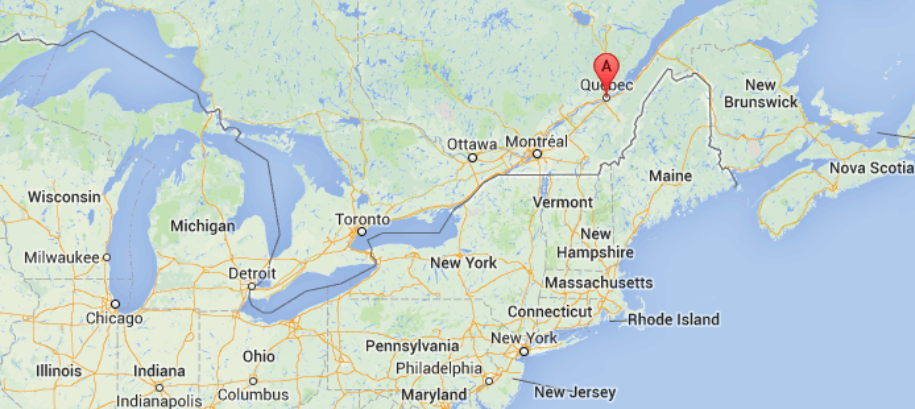 A
Québec
New
Brunswick
Ottawa
Montréal
Nova Scotia
Maine
Wisconsin
Vermont
Michigan
Toronto
New
Hampshire
Milwaukee
New York
Detroit
Massachusetts
Chicago
Connecticut
Rhode Island
New York
Pennsylvania
Ohio
Illinois
Indiana
Philadelphia
Columbus
Maryland
New Jersey
Indianapolis